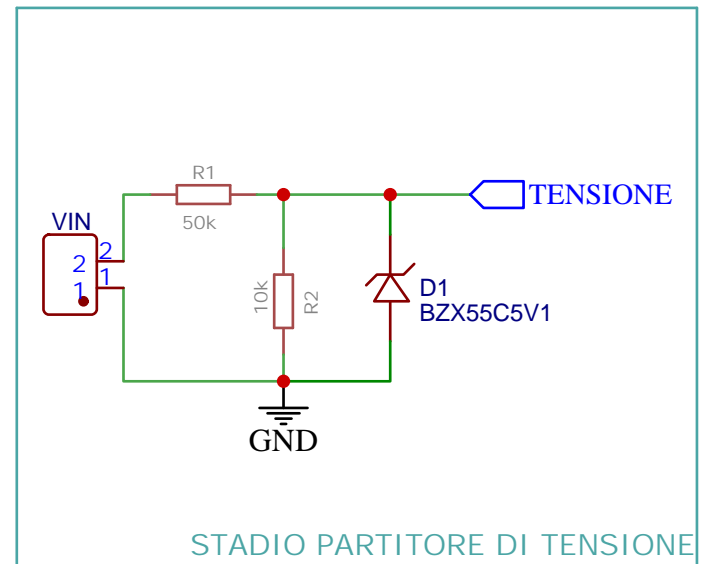 R1
50k
VIN
2
2
1
1
10k
R2
TENSIONE
D1
BZX55C5V1
GND
STADIO PARTITORE DI TENSIONE